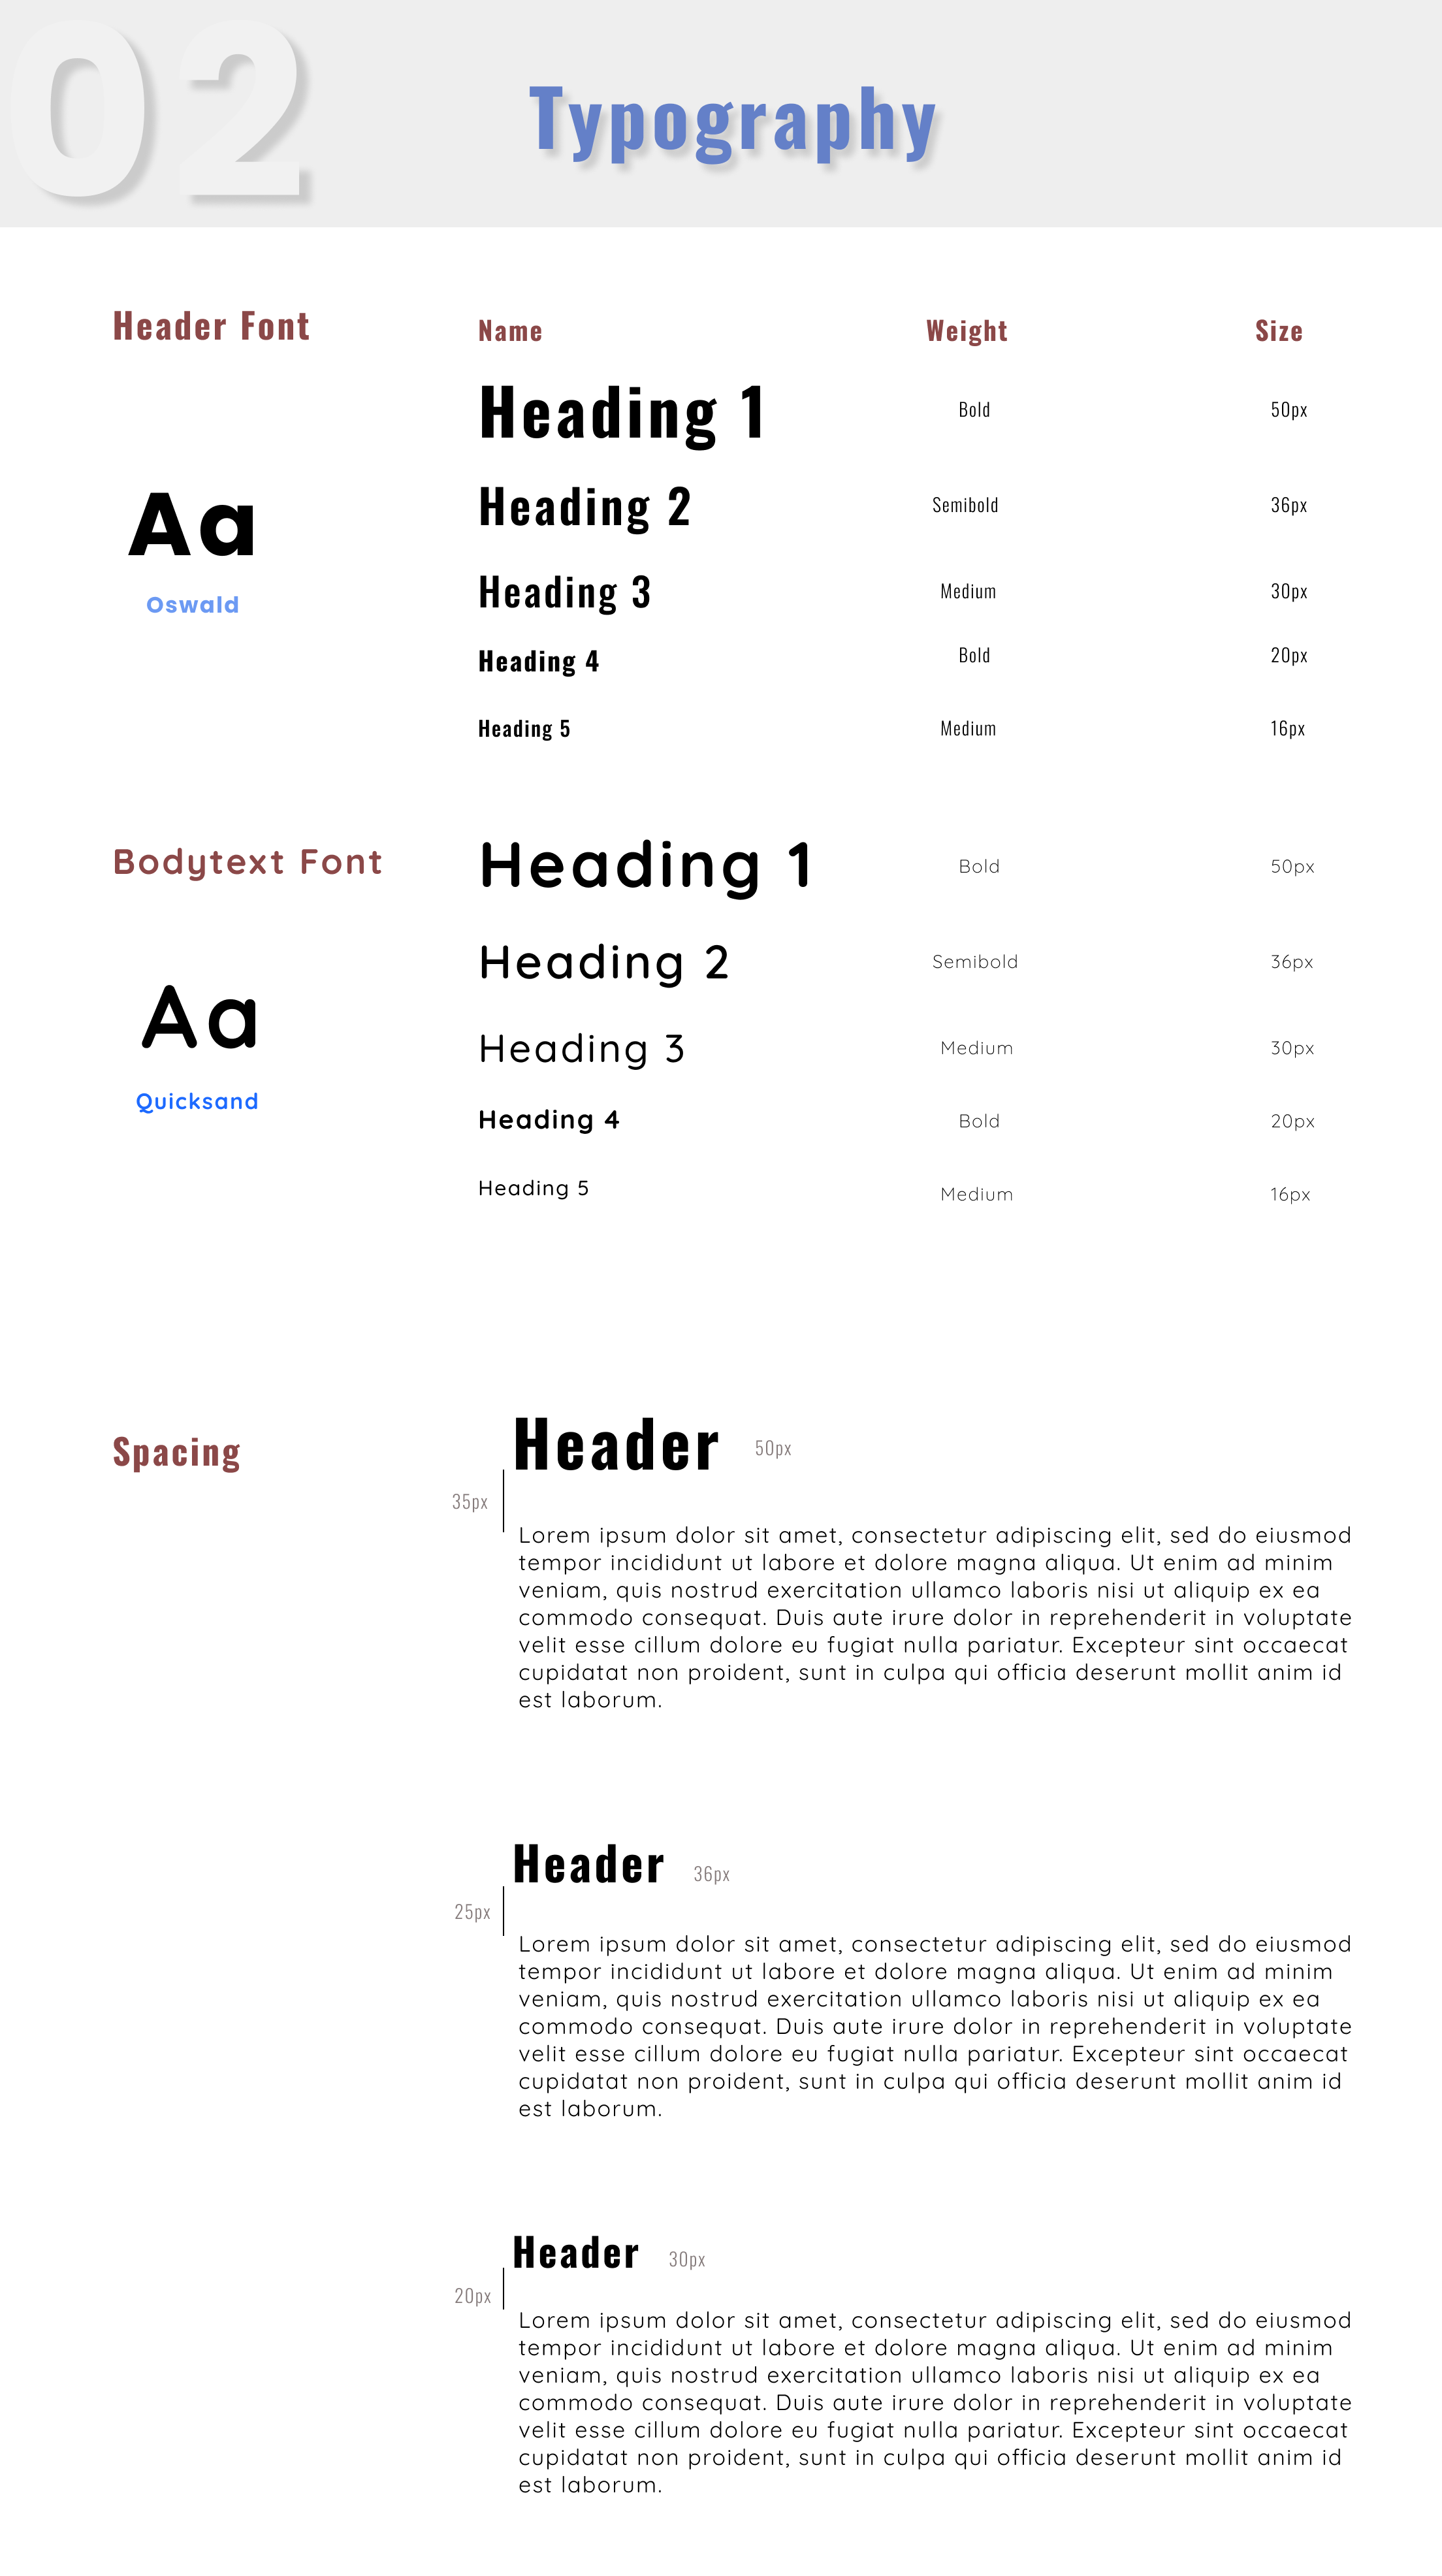 02
Typography
Header Font
Name Weight Size
Heading 1 Bold 50px
Aa
Oswald
Heading 2 Semibold 36px
Heading 3 Medium 30px
Heading 4 Bold 20px
Heading 5 Medium 16px
Bodytext Font
Heading 1 Bold 50px
Aa
Quicksand
Heading 2 Semibold 36px
Heading 3 Medium 30px
Heading 4 Bold 20px
Heading 5 Medium 16px
Spacing
Header 50px
35px
Lorem ipsum dolor sit amet, consectetur adipiscing elit, sed do eiusmod
tempor incididunt ut labore et dolore magna aliqua. Ut enim ad minim
veniam, quis nostrud exercitation ullamco laboris nisi ut aliquip ex ea
commodo consequat. Duis aute irure dolor in reprehenderit in voluptate
velit esse cillum dolore eu fugiat nulla pariatur. Excepteur sint occaecat
cupidatat non proident, sunt in culpa qui officia deserunt mollit anim id
est laborum.
Header 36px
25px
Lorem ipsum dolor sit amet, consectetur adipiscing elit, sed do eiusmod
tempor incididunt ut labore et dolore magna aliqua. Ut enim ad minim
veniam, quis nostrud exercitation ullamco laboris nisi ut aliquip ex ea
commodo consequat. Duis aute irure dolor in reprehenderit in voluptate
velit esse cillum dolore eu fugiat nulla pariatur. Excepteur sint occaecat
cupidatat non proident, sunt in culpa qui officia deserunt mollit anim id
est laborum.
Header 30px
20px
Lorem ipsum dolor sit amet, consectetur adipiscing elit, sed do eiusmod
tempor incididunt ut labore et dolore magna aliqua. Ut enim ad minim
veniam, quis nostrud exercitation ullamco laboris nisi ut aliquip ex ea
commodo consequat. Duis aute irure dolor in reprehenderit in voluptate
velit esse cillum dolore eu fugiat nulla pariatur. Excepteur sint occaecat
cupidatat non proident, sunt in culpa qui officia deserunt mollit anim id
est laborum.